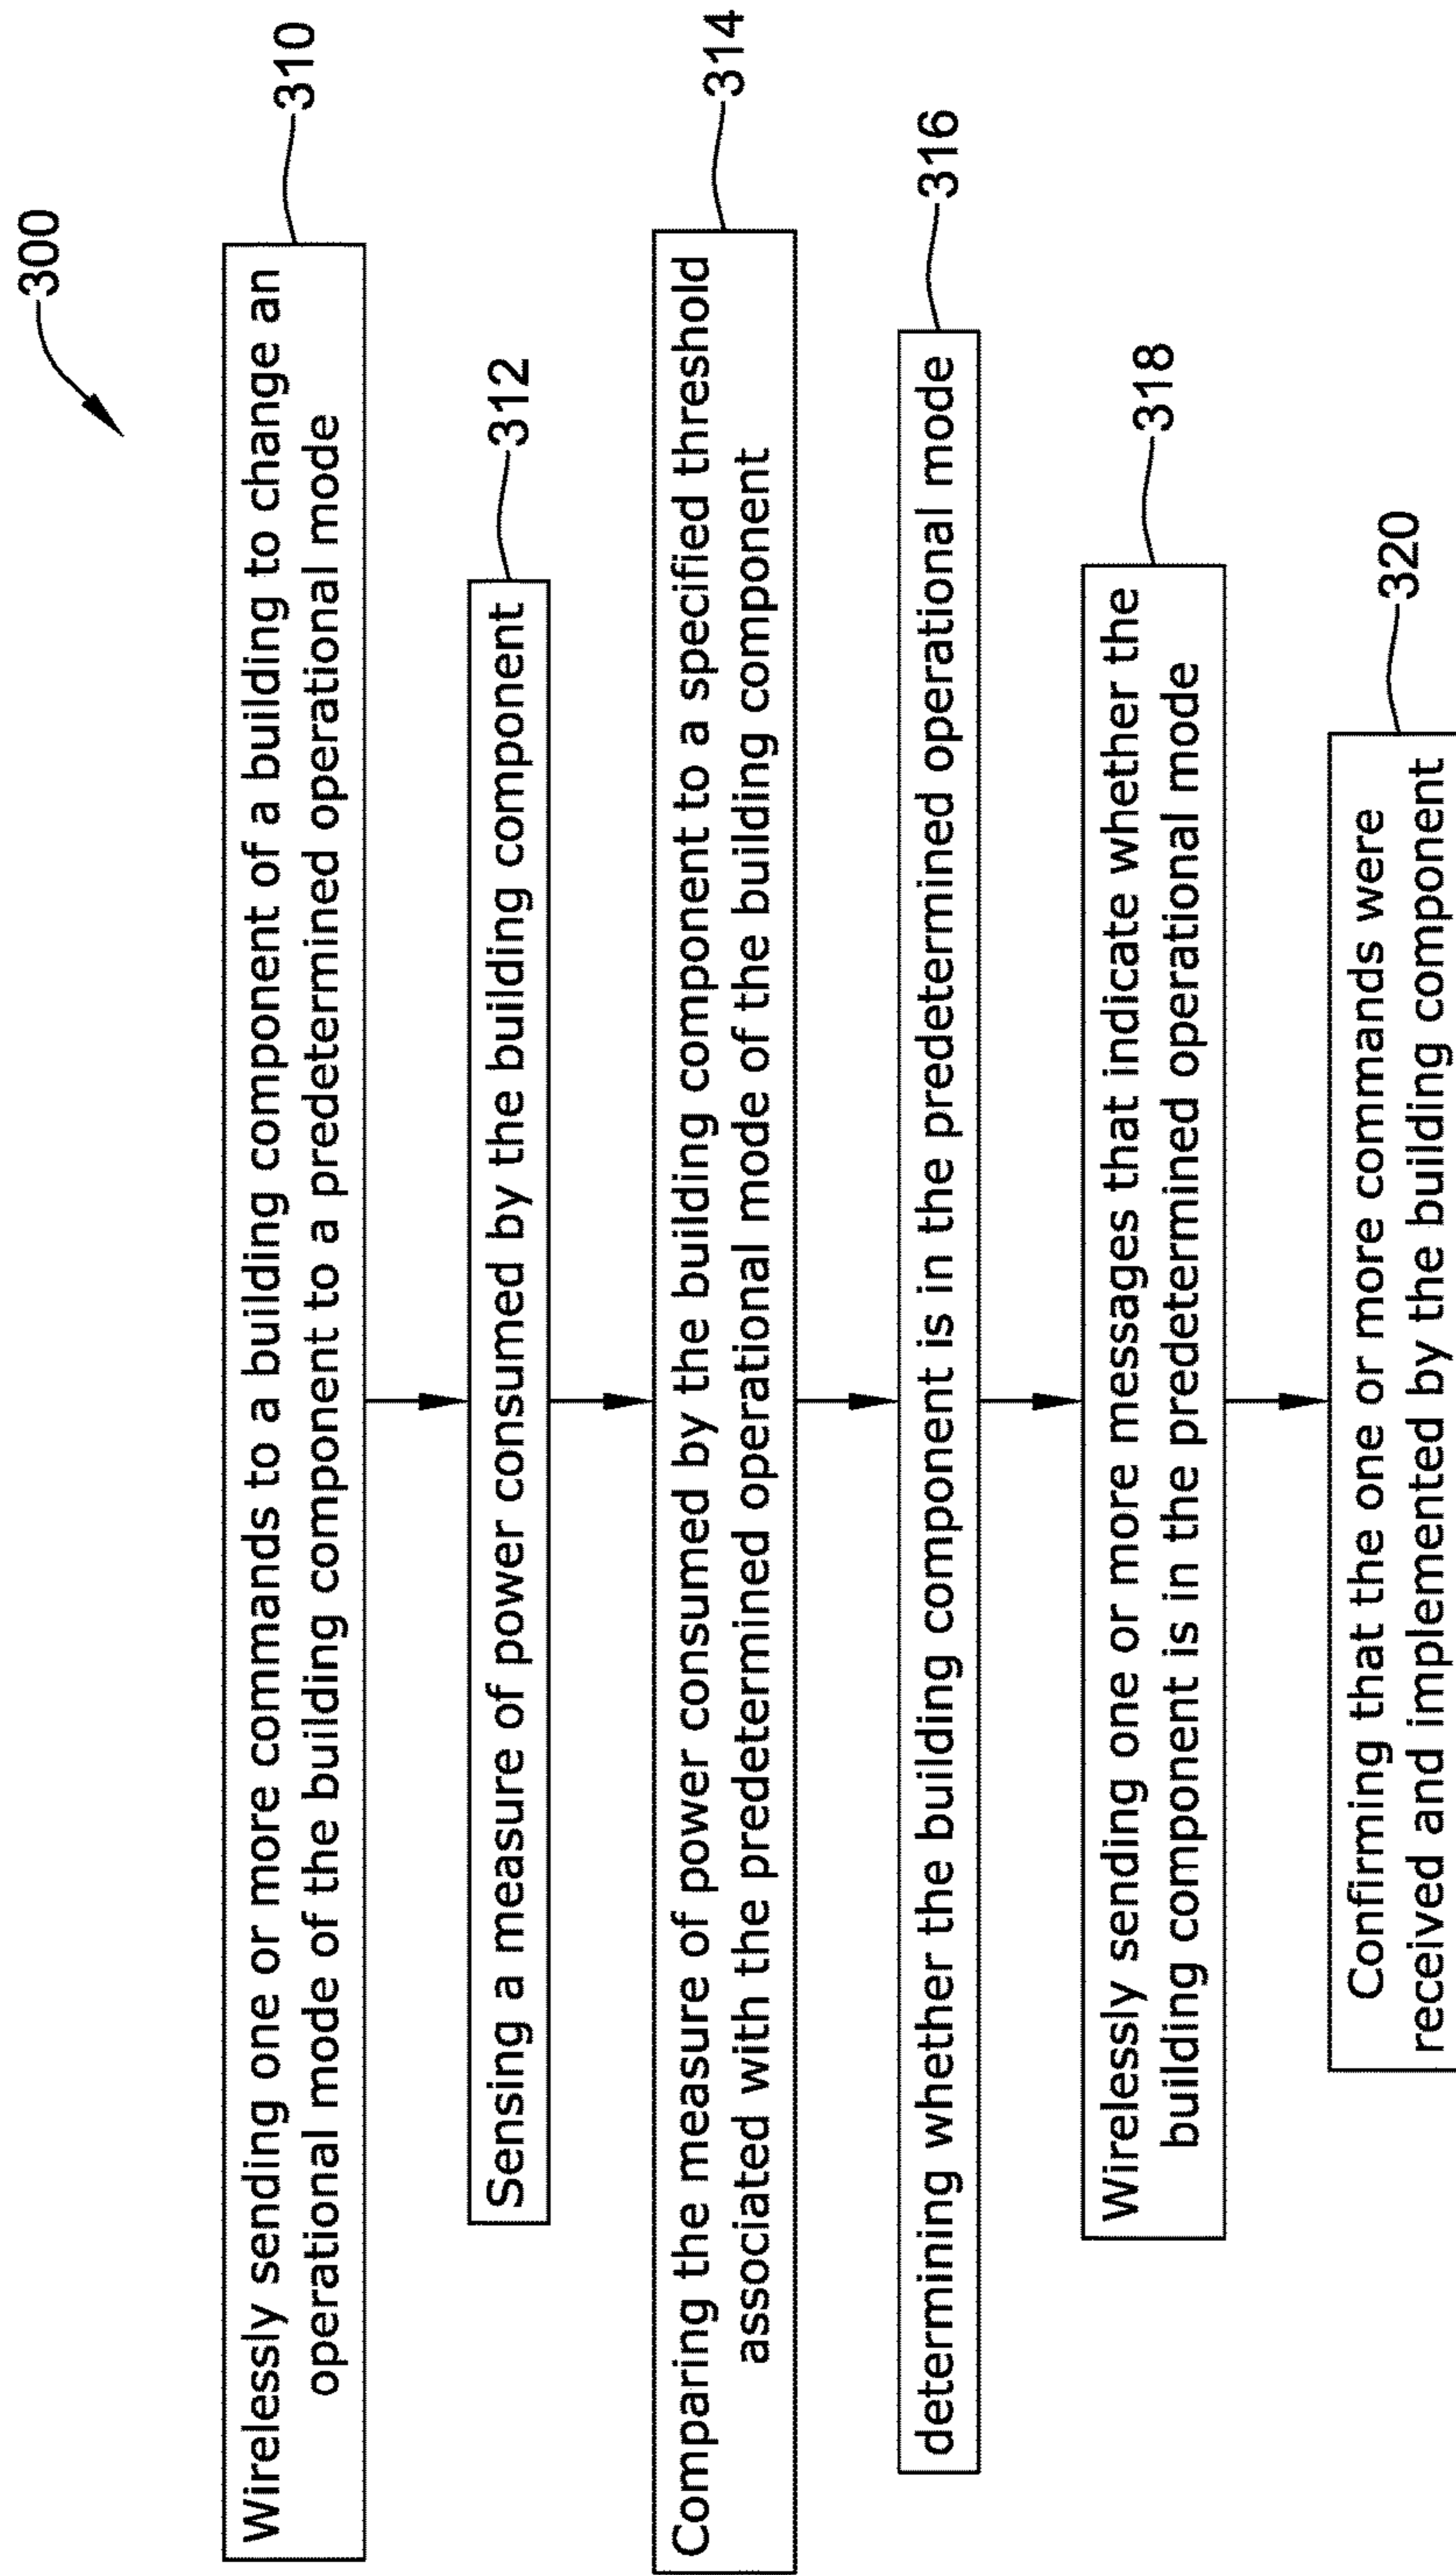 300
Wirelessly sending one or more commands to a building component of a building to change an
operational mode of the building component to a predetermined operational mode
310
Sensing a measure of power consumed by the building component
312
Comparing the measure of power consumed by the building component to a specified threshold
associated with the predetermined operational mode of the building component
314
determining whether the building component is in the predetermined operational mode
316
Wirelessly sending one or more messages that indicate whether the
building component is in the predetermined operational mode
318
Confirming that the one or more commands were
received and implemented by the building component
320